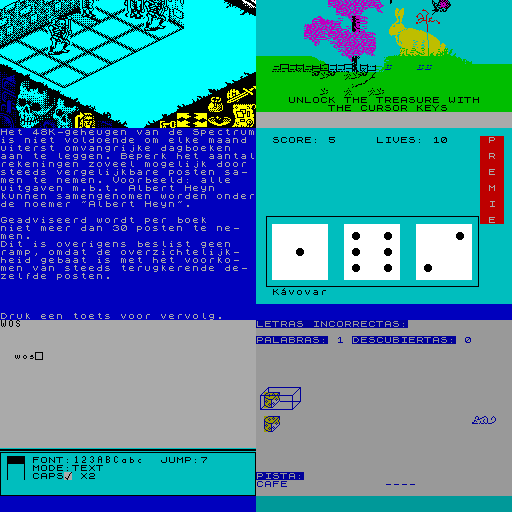 UNLOCK THE TREASURE WITH
THE CURSOR KEYS
Het 48K-geheugen van de Spectrum
is niet voldoende om elke maand
uiterst omvangrijke dagboeken
aan te leggen. Beperk het aantal
rekeningen zoveel mogelijk door
steeds vergelijkbare posten sa-
men te nemen. Voorbeeld: alle
uitgaven m.b.t. Albert Heyn
kunnen samengenomen worden onder
de noemer "Albert Heyn".
Geadviseerd wordt per boek
niet meer dan 30 posten te ne-
men.
Dit is overigens beslist geen
ramp, omdat de overzichtelijk-
heid gebaat is met het voorko-
men van steeds terugkerende de-
zelfde posten.
Druk een toets voor vervolg.
SCORE: 5 LIVES: 10
P
R
E
M
I
E
Kávovar
WOS
wos
FONT:123ABCabc JUMP:7
MODE:TEXT
CAPS/ X2
LETRAS INCORRECTAS:
PALABRAS: 1 DESCUBIERTAS: 0
PISTA:
CAFE ----